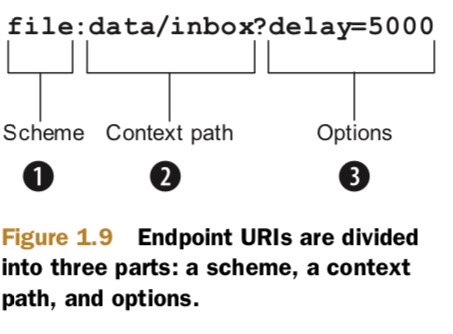 file:data/inbox?delay=5000
Scheme Context path Options
1 2 3
Figure 1.9 Endpoint URIs are divided
into three parts: a scheme, a context
path, and options.